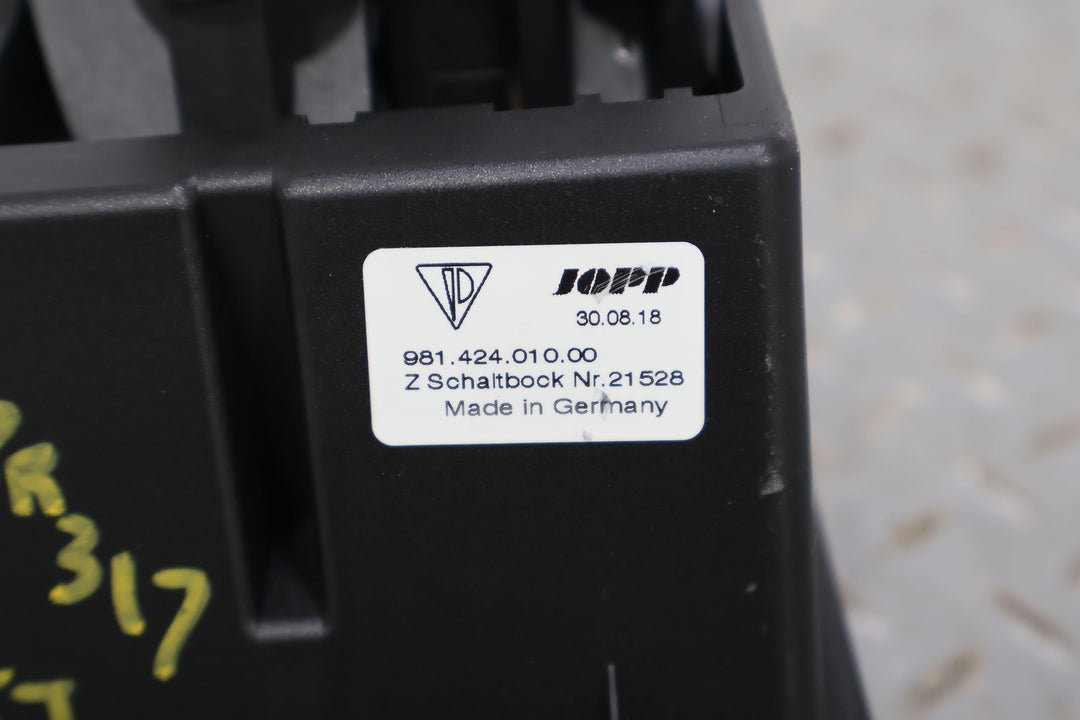 JOPP
30.08.18
981.424.010.00
Z Schaltbock Nr.21528
Made in Germany
R
317